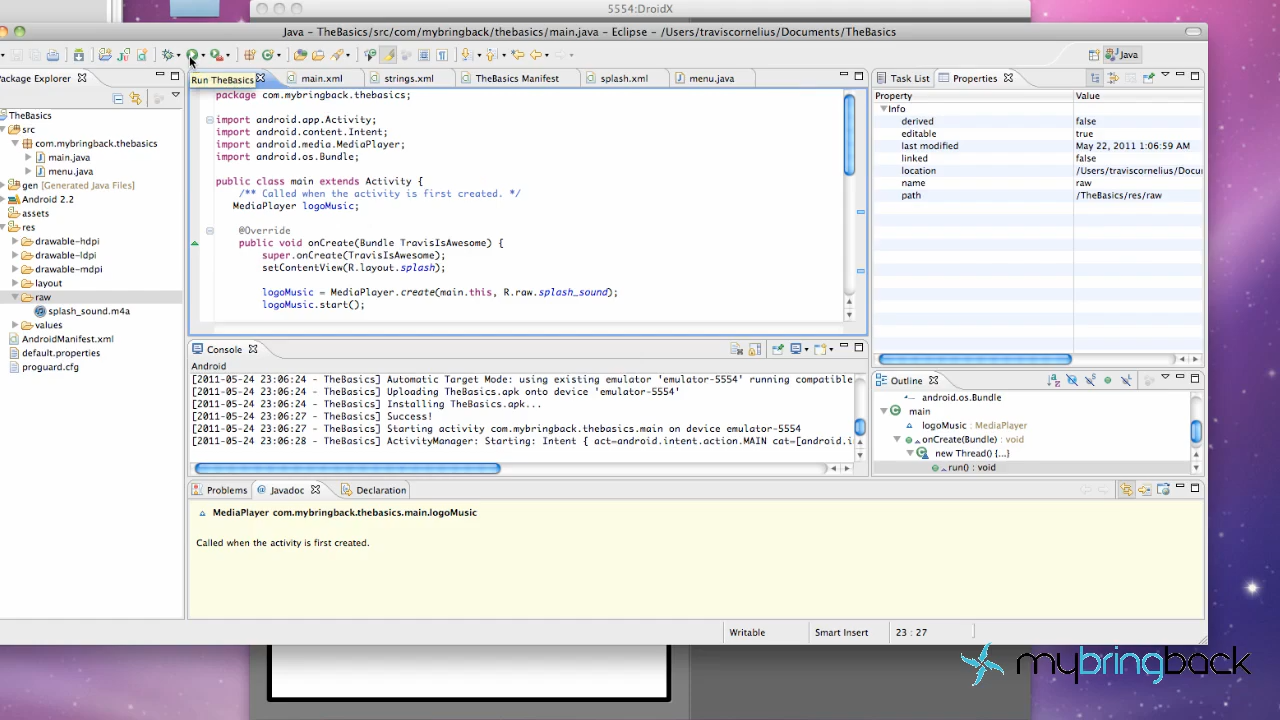 5554:DroidX
Java - TheBasics/src/com/mybringback/thebasics/main.java - Eclipse - /Users/traviscornelius/Documents/TheBasics
Java
Package Explorer
Run TheBasics
main.xml
strings.xml
TheBasics Manifest
splash.xml
menu.java
Task List
Properties
TheBasics
src
com.mybringback.thebasics
main.java
menu.java
gen [Generated Java Files]
Android 2.2
assets
res
drawable-hdpi
drawable-ldpi
drawable-mdpi
layout
raw
splash_sound.m4a
values
AndroidManifest.xml
default.properties
proguard.cfg
package com.mybringback.thebasics;
import android.app.Activity;
import android.content.Intent;
import android.media.MediaPlayer;
import android.os.Bundle;
public class main extends Activity {
/** Called when the activity is first created. */
MediaPlayer logoMusic;
@Override
public void onCreate(Bundle TravisIsAwesome) {
super.onCreate(TravisIsAwesome);
setContentView(R.layout.splash);
logoMusic = MediaPlayer.create(main.this, R.raw.splash_sound);
logoMusic.start();
Property Value
Info
derived false
editable true
last modified May 22, 2011 1:06:59 AM
linked false
location /Users/traviscornelius/Docu
name raw
path /TheBasics/res/raw
Console
Android
[2011-05-24 23:06:24 - TheBasics] Automatic Target Mode: using existing emulator 'emulator-5554' running compatible
[2011-05-24 23:06:24 - TheBasics] Uploading TheBasics.apk onto device 'emulator-5554'
[2011-05-24 23:06:24 - TheBasics] Installing TheBasics.apk...
[2011-05-24 23:06:27 - TheBasics] Success!
[2011-05-24 23:06:27 - TheBasics] Starting activity com.mybringback.thebasics.main on device emulator-5554
[2011-05-24 23:06:28 - TheBasics] ActivityManager: Starting: Intent { act=android.intent.action.MAIN cat=[android.i
Outline
android.os.Bundle
main
logoMusic : MediaPlayer
onCreate(Bundle) : void
new Thread() {...}
run() : void
Problems
@ Javadoc
Declaration
MediaPlayer com.mybringback.thebasics.main.logoMusic
Called when the activity is first created.
Writable
Smart Insert
23 : 27
mybringback